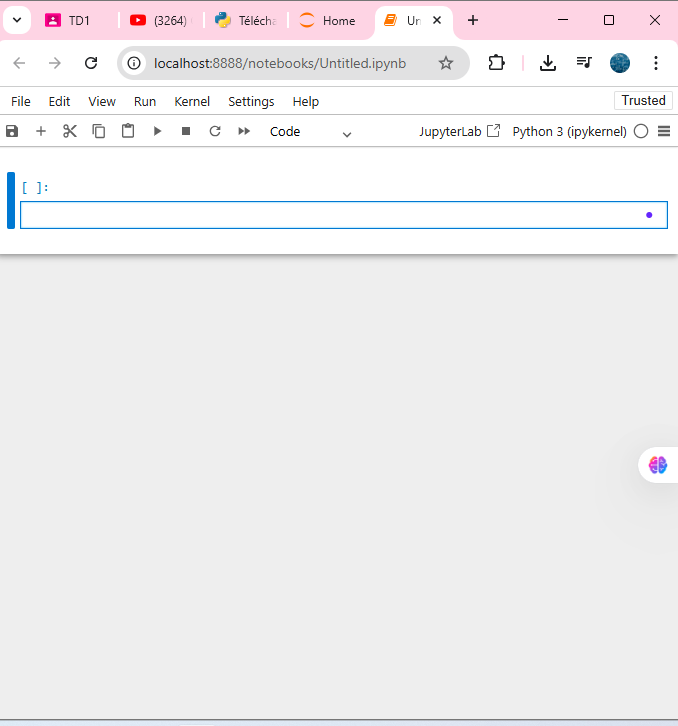 TD1 (3264) Télécha Home Un
localhost:8888/notebooks/Untitled.ipynb
File Edit View Run Kernel Settings Help Trusted
Code JupyterLab Python 3 (ipykernel)
[ ]: